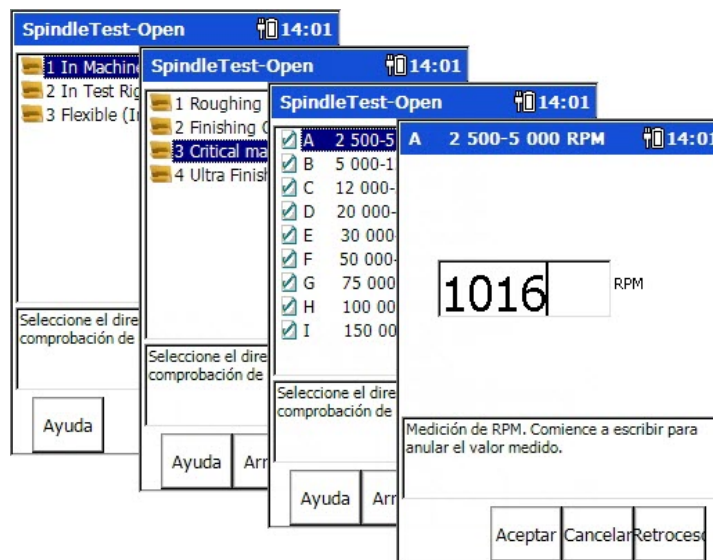 SpindleTest-Open 14:01
1 In Machine
2 In Test Rig
3 Flexible (In
Seleccione el dire
comprobación de
Ayuda
SpindleTest-Open 14:01
1 Roughing
2 Finishing
3 Critical ma
4 Ultra Finish
Seleccione el dire
comprobación de
Ayuda Arr
SpindleTest-Open 14:01
A 2 500-5
B 5 000-1
C 12 000-
D 20 000-
E 30 000-
F 50 000-
G 75 000
H 100 00
I 150 00
Seleccione el dire
comprobación de
Ayuda Arr
A 2 500-5 000 RPM 14:01
1016 RPM
Medición de RPM. Comience a escribir para
anular el valor medido.
Aceptar Cancelar Retroceso